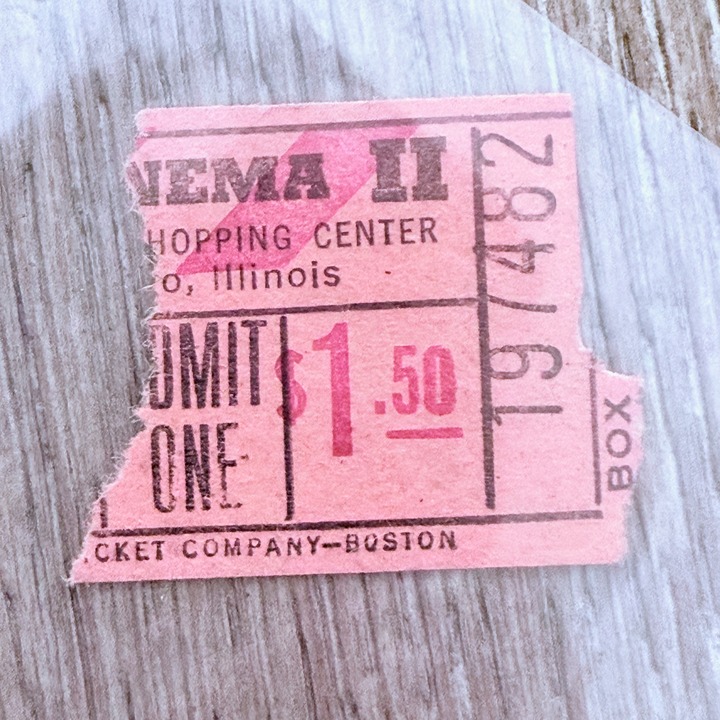 NEMA II
HOPPING CENTER
o, Illinois
DMIT
ONE
$1.50
197482
BOX
CKET COMPANY—BOSTON